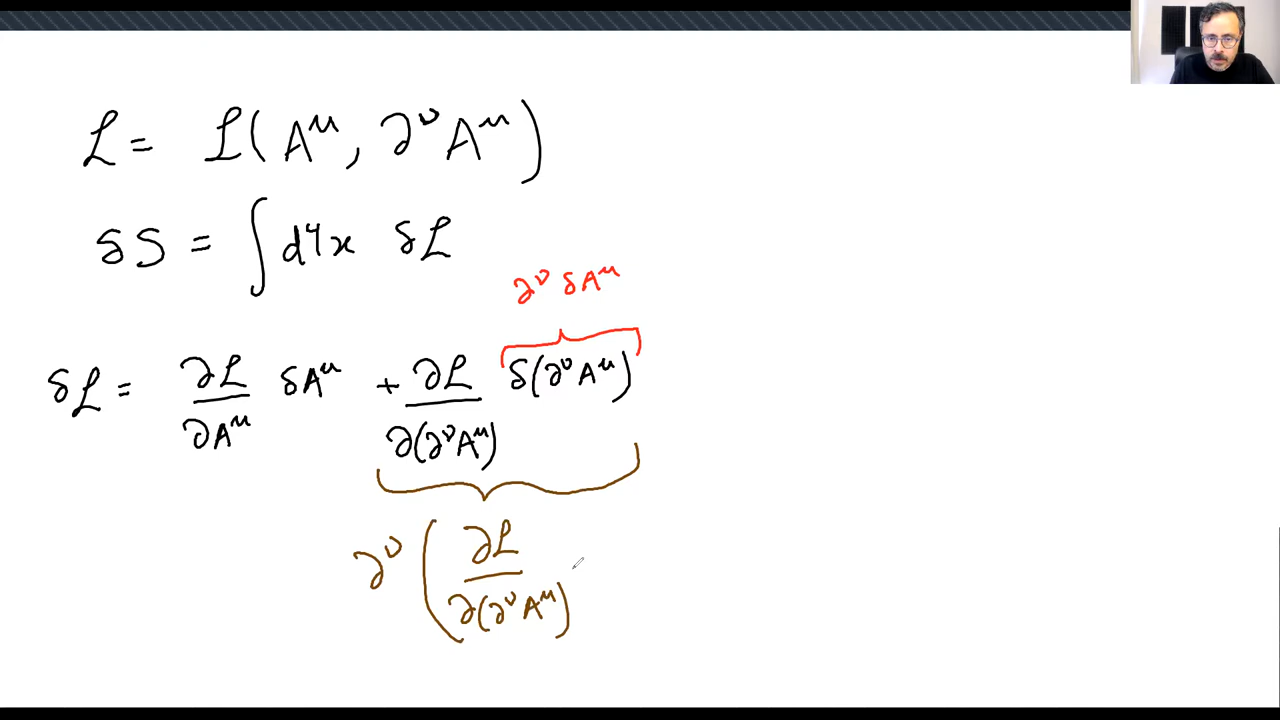 ℒ = ℒ(A^μ, ∂^ν A^μ)
δS = ∫ d⁴x δℒ
∂^ν δA^μ
δℒ = ∂ℒ/∂A^μ δA^μ + ∂ℒ/∂(∂^ν A^μ) δ(∂^ν A^μ)
∂^ν ( ∂ℒ/∂(∂^ν A^μ)